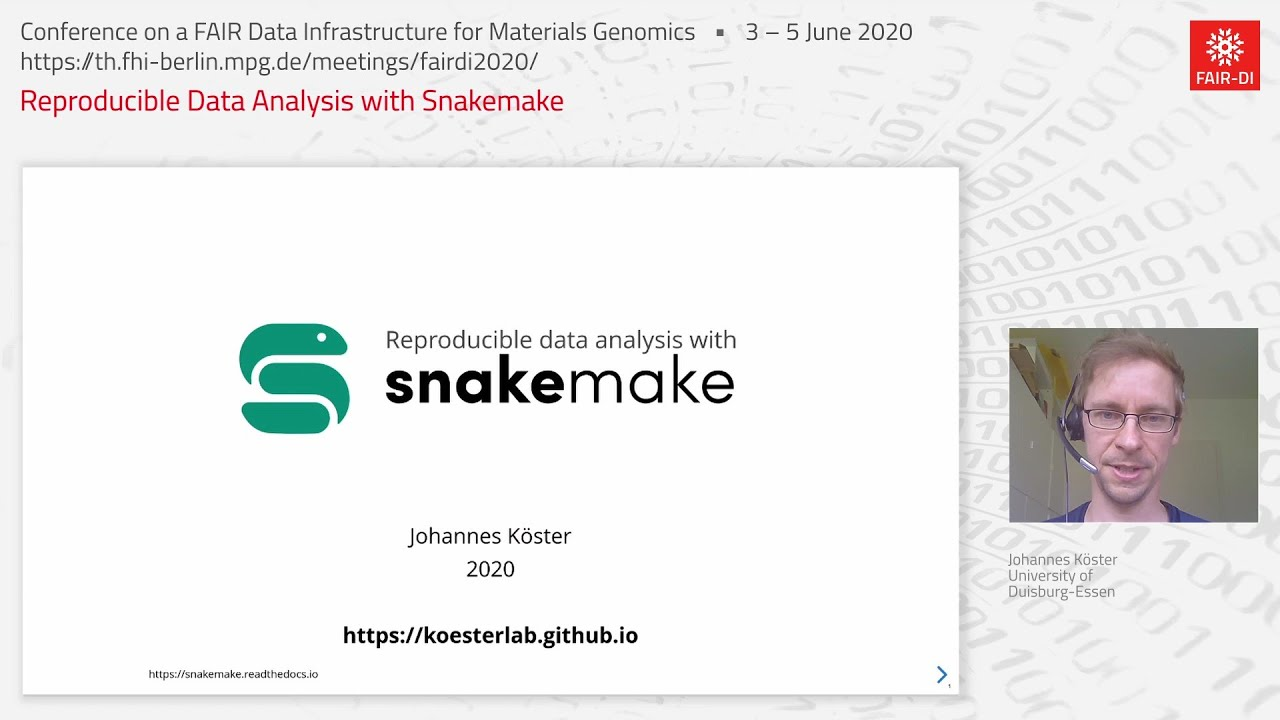 Conference on a FAIR Data Infrastructure for Materials Genomics ▪ 3 – 5 June 2020
https://th.fhi-berlin.mpg.de/meetings/fairdi2020/
Reproducible Data Analysis with Snakemake
FAIR-DI
Reproducible data analysis with
snakemake
Johannes Köster
2020
https://koesterlab.github.io
https://snakemake.readthedocs.io
1
Johannes Köster
University of
Duisburg-Essen